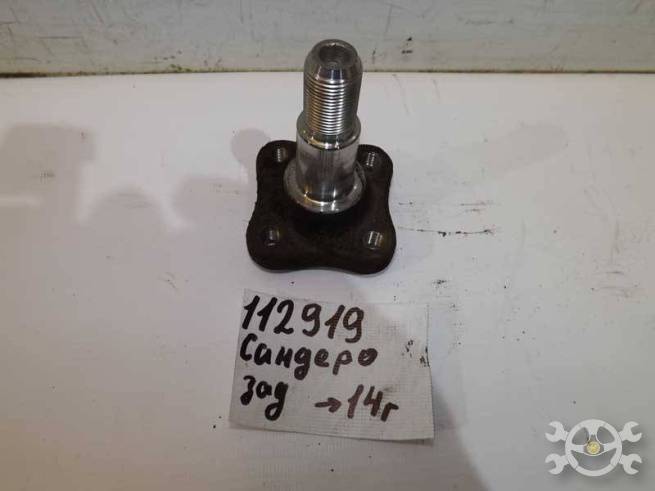 112919
Сандеро
зад → 14г